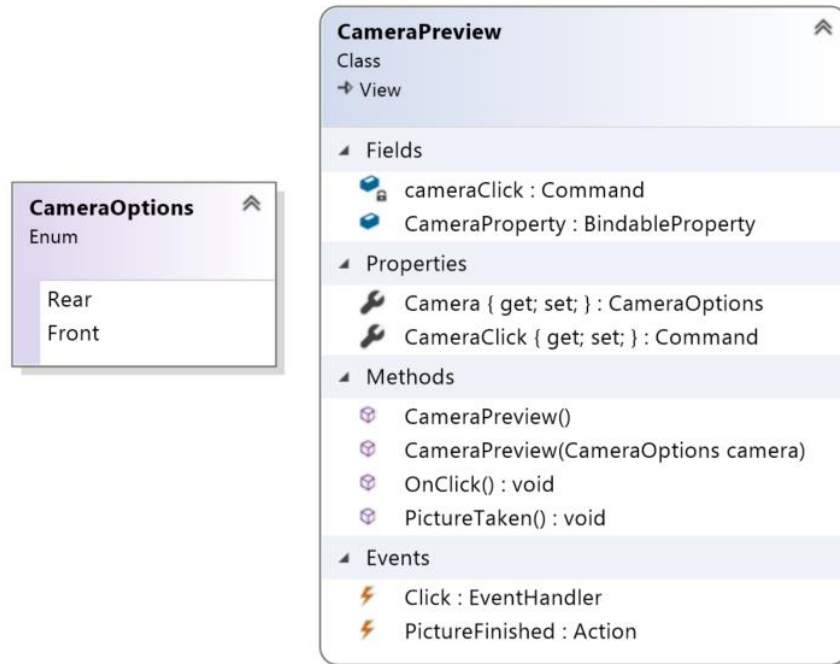 CameraOptions
Enum
Rear
Front
CameraPreview
Class
View
Fields
cameraClick : Command
CameraProperty : BindableProperty
Properties
Camera { get; set; } : CameraOptions
CameraClick { get; set; } : Command
Methods
CameraPreview()
CameraPreview(CameraOptions camera)
OnClick() : void
PictureTaken() : void
Events
Click : EventHandler
PictureFinished : Action